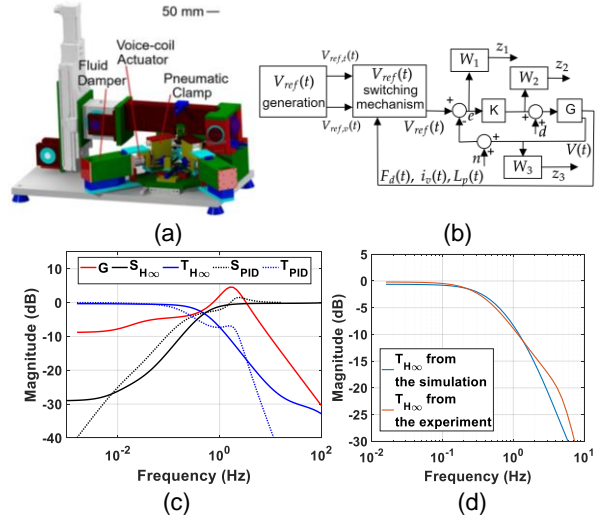 50 mm
Voice-coil
Actuator
Fluid
Damper
Pneumatic
Clamp
(a)
V_ref(t)
generation
V_ref,t(t)
V_ref,v(t)
V_ref(t)
switching
mechanism
V_ref(t)
W_1
z_1
W_2
z_2
+
-
e
K
+
+
d
G
n
+
+
V(t)
W_3
z_3
F_d(t), i_v(t), L_p(t)
(b)
G S_H∞ T_H∞ S_PID T_PID
Magnitude (dB)
10
0
-10
-20
-30
-40
10^-2 10^0 10^2
Frequency (Hz)
(c)
Magnitude (dB)
5
0
-5
-10
-15
-20
-25
-30
T_H∞ from
the simulation
T_H∞ from
the experiment
10^-2 10^-1 10^0 10^1
Frequency (Hz)
(d)